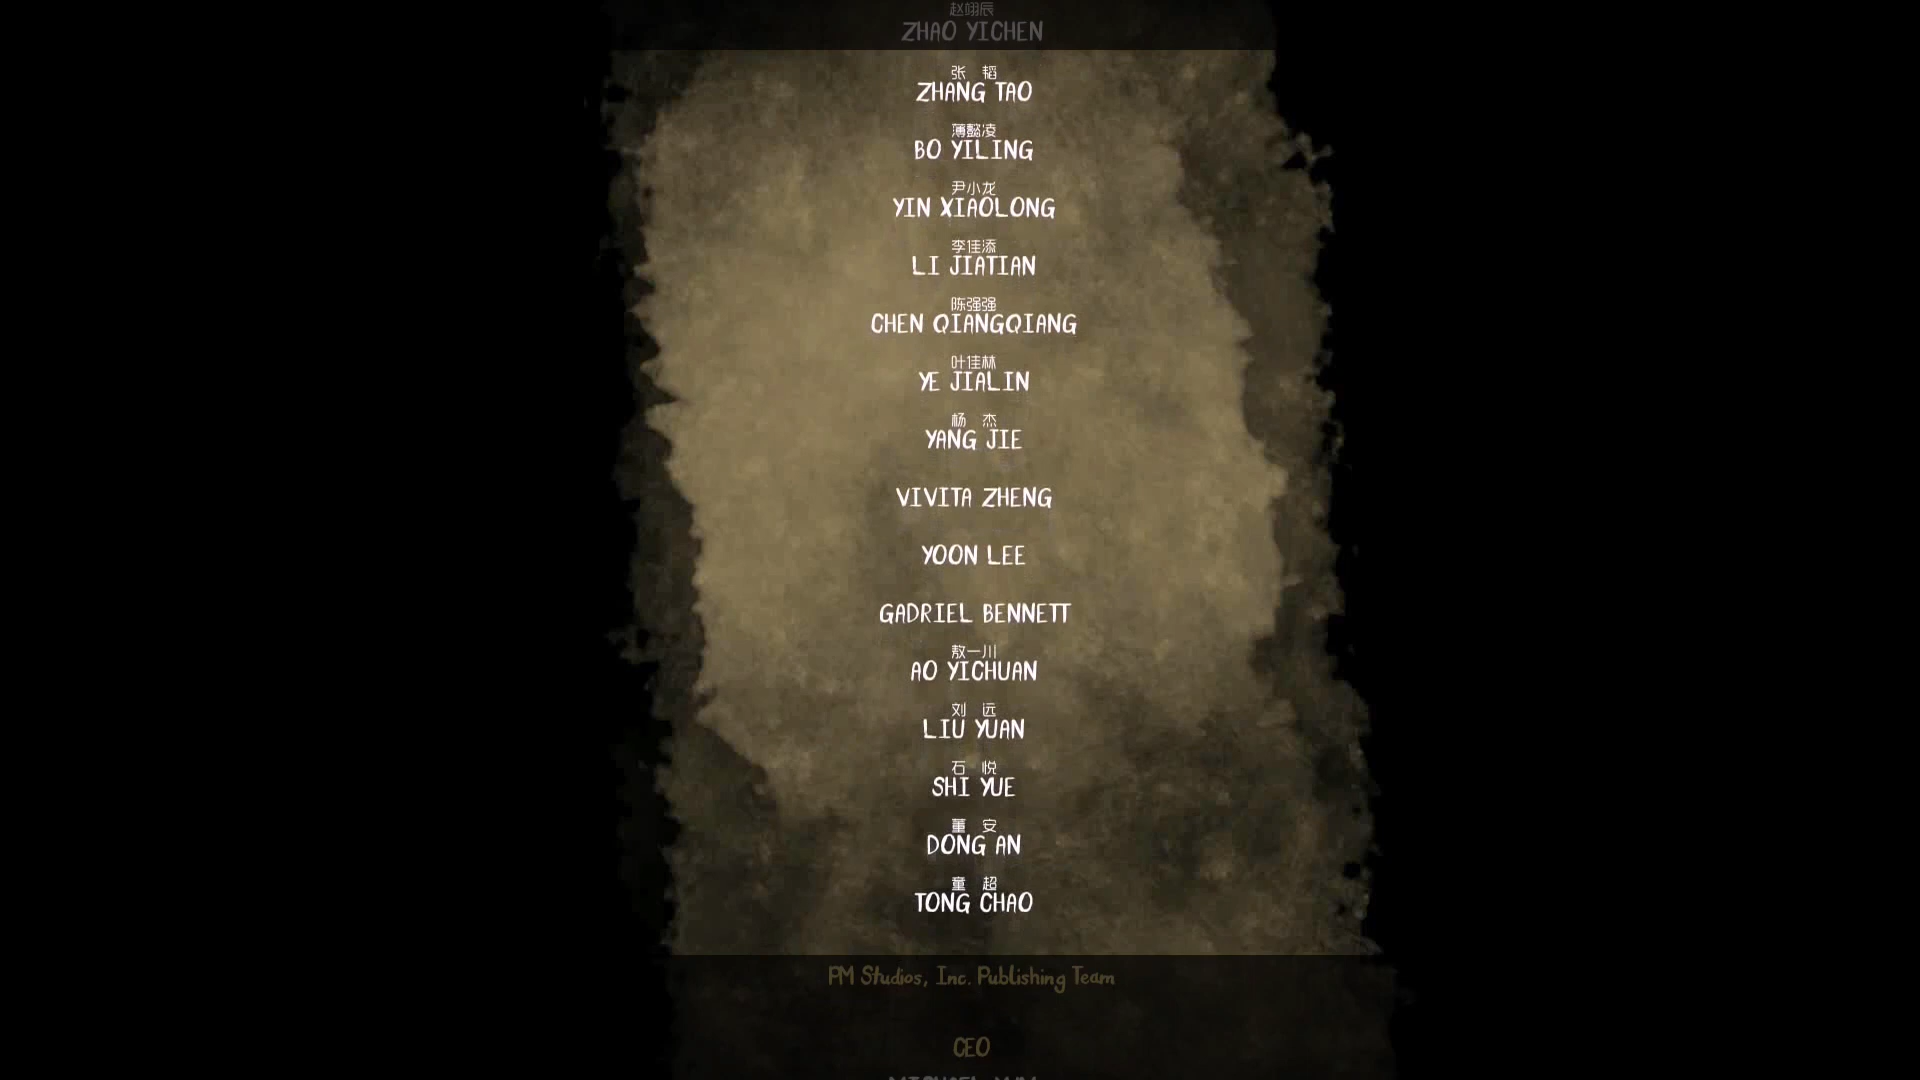 赵翊辰
ZHAO YICHEN
张 韬
ZHANG TAO
薄懿凌
BO YILING
尹小龙
YIN XIAOLONG
李佳添
LI JIATIAN
陈强强
CHEN QIANGQIANG
叶佳林
YE JIALIN
杨 杰
YANG JIE
VIVITA ZHENG
YOON LEE
GADRIEL BENNETT
敖一川
AO YICHUAN
刘 远
LIU YUAN
石 悦
SHI YUE
董 安
DONG AN
童 超
TONG CHAO
PM Studios, Inc. Publishing Team
CEO